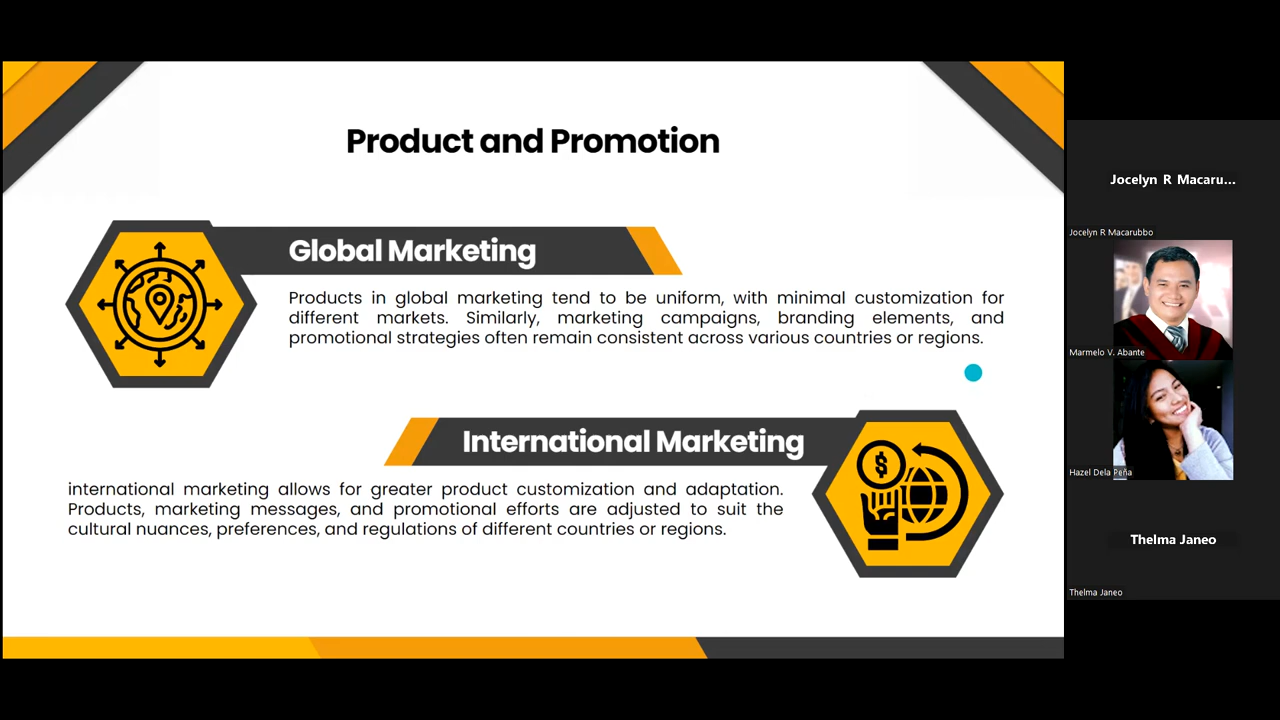 Product and Promotion
Global Marketing
Products in global marketing tend to be uniform, with minimal customization for
different markets. Similarly, marketing campaigns, branding elements, and
promotional strategies often remain consistent across various countries or regions.
International Marketing
international marketing allows for greater product customization and adaptation.
Products, marketing messages, and promotional efforts are adjusted to suit the
cultural nuances, preferences, and regulations of different countries or regions.
$
Jocelyn R Macaru...
Jocelyn R Macarubbo
Marmelo V. Abante
Hazel Dela Peña
Thelma Janeo
Thelma Janeo